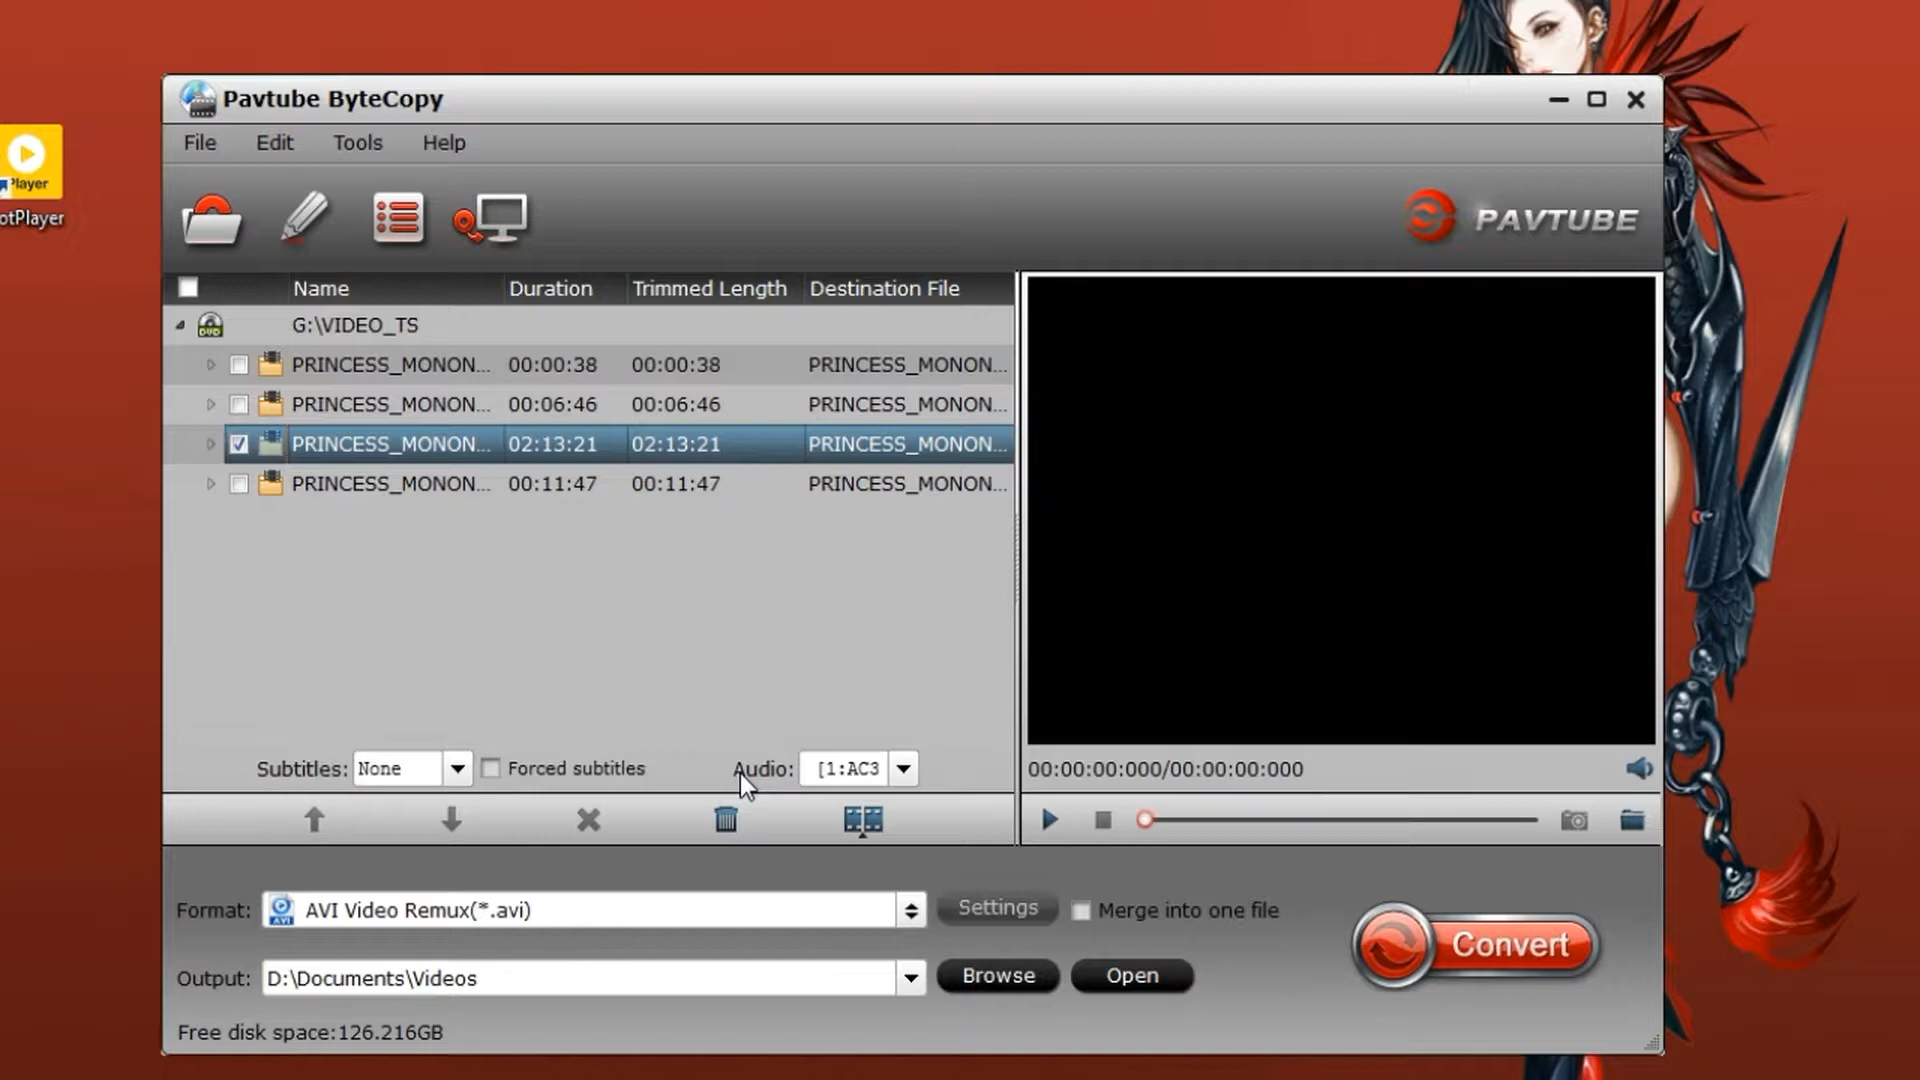 Pavtube ByteCopy
File Edit Tools Help
Player
otPlayer
PAVTUBE
Name Duration Trimmed Length Destination File
DVD
G:\VIDEO_TS
PRINCESS_MONON... 00:00:38 00:00:38 PRINCESS_MONON...
PRINCESS_MONON... 00:06:46 00:06:46 PRINCESS_MONON...
PRINCESS_MONON... 02:13:21 02:13:21 PRINCESS_MONON...
PRINCESS_MONON... 00:11:47 00:11:47 PRINCESS_MONON...
Subtitles: None Forced subtitles Audio: [1:AC3
00:00:00:000/00:00:00:000
Format: AVI AVI Video Remux(*.avi) Settings Merge into one file
Convert
Output: D:\Documents\Videos Browse Open
Free disk space:126.216GB